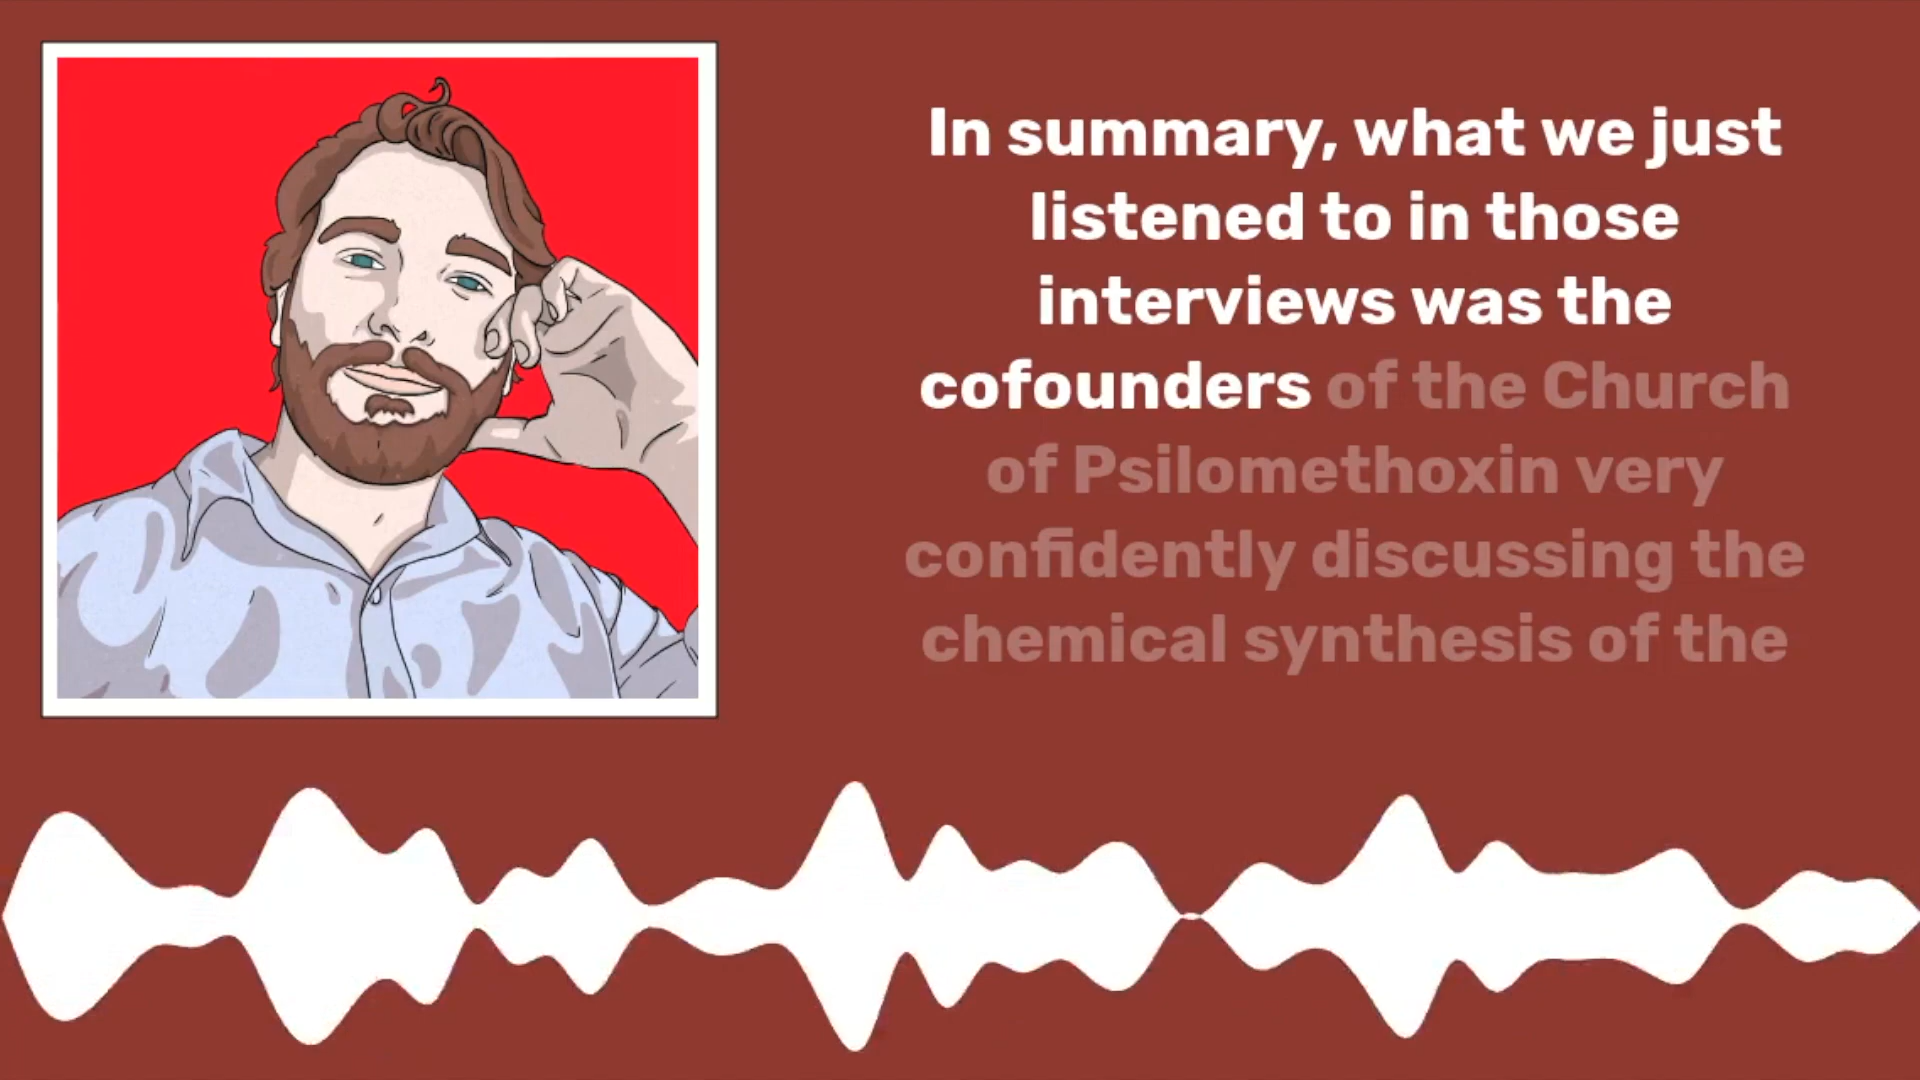 In summary, what we just
listened to in those
interviews was the
cofounders of the Church
of Psilomethoxin very
confidently discussing the
chemical synthesis of the